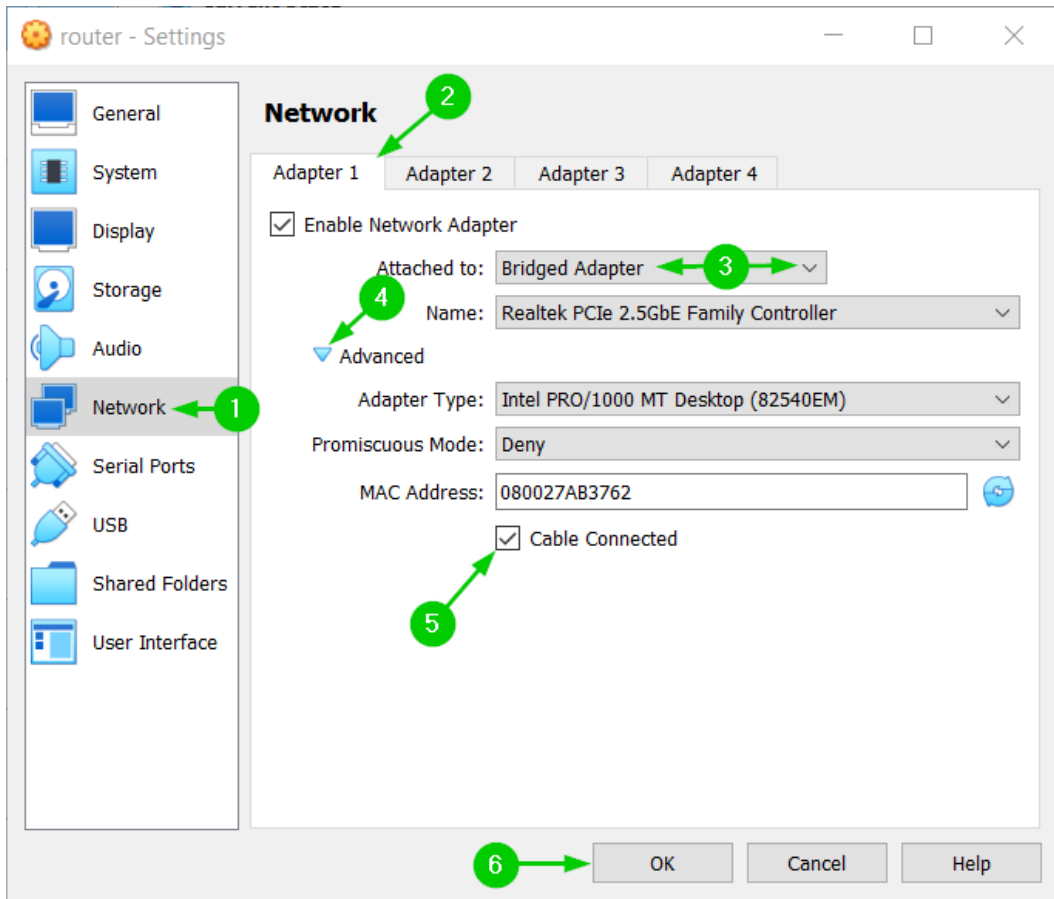 router - Settings
General
System
Display
Storage
Audio
Network
Serial Ports
USB
Shared Folders
User Interface
Network
Adapter 1 Adapter 2 Adapter 3 Adapter 4
Enable Network Adapter
Attached to: Bridged Adapter
Name: Realtek PCIe 2.5GbE Family Controller
Advanced
Adapter Type: Intel PRO/1000 MT Desktop (82540EM)
Promiscuous Mode: Deny
MAC Address: 080027AB3762
Cable Connected
1
2
3
4
5
6
OK Cancel Help